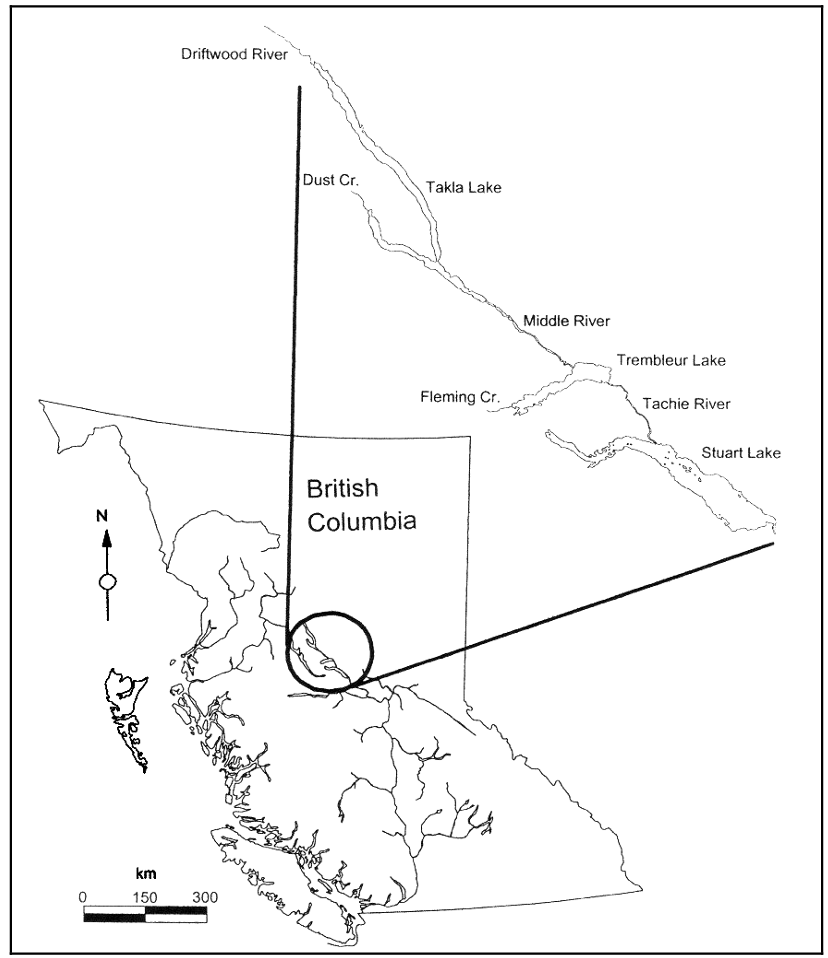 Driftwood River
Dust Cr.
Takla Lake
Middle River
Trembleur Lake
Fleming Cr.
Tachie River
Stuart Lake
British
Columbia
N
km
0 150 300